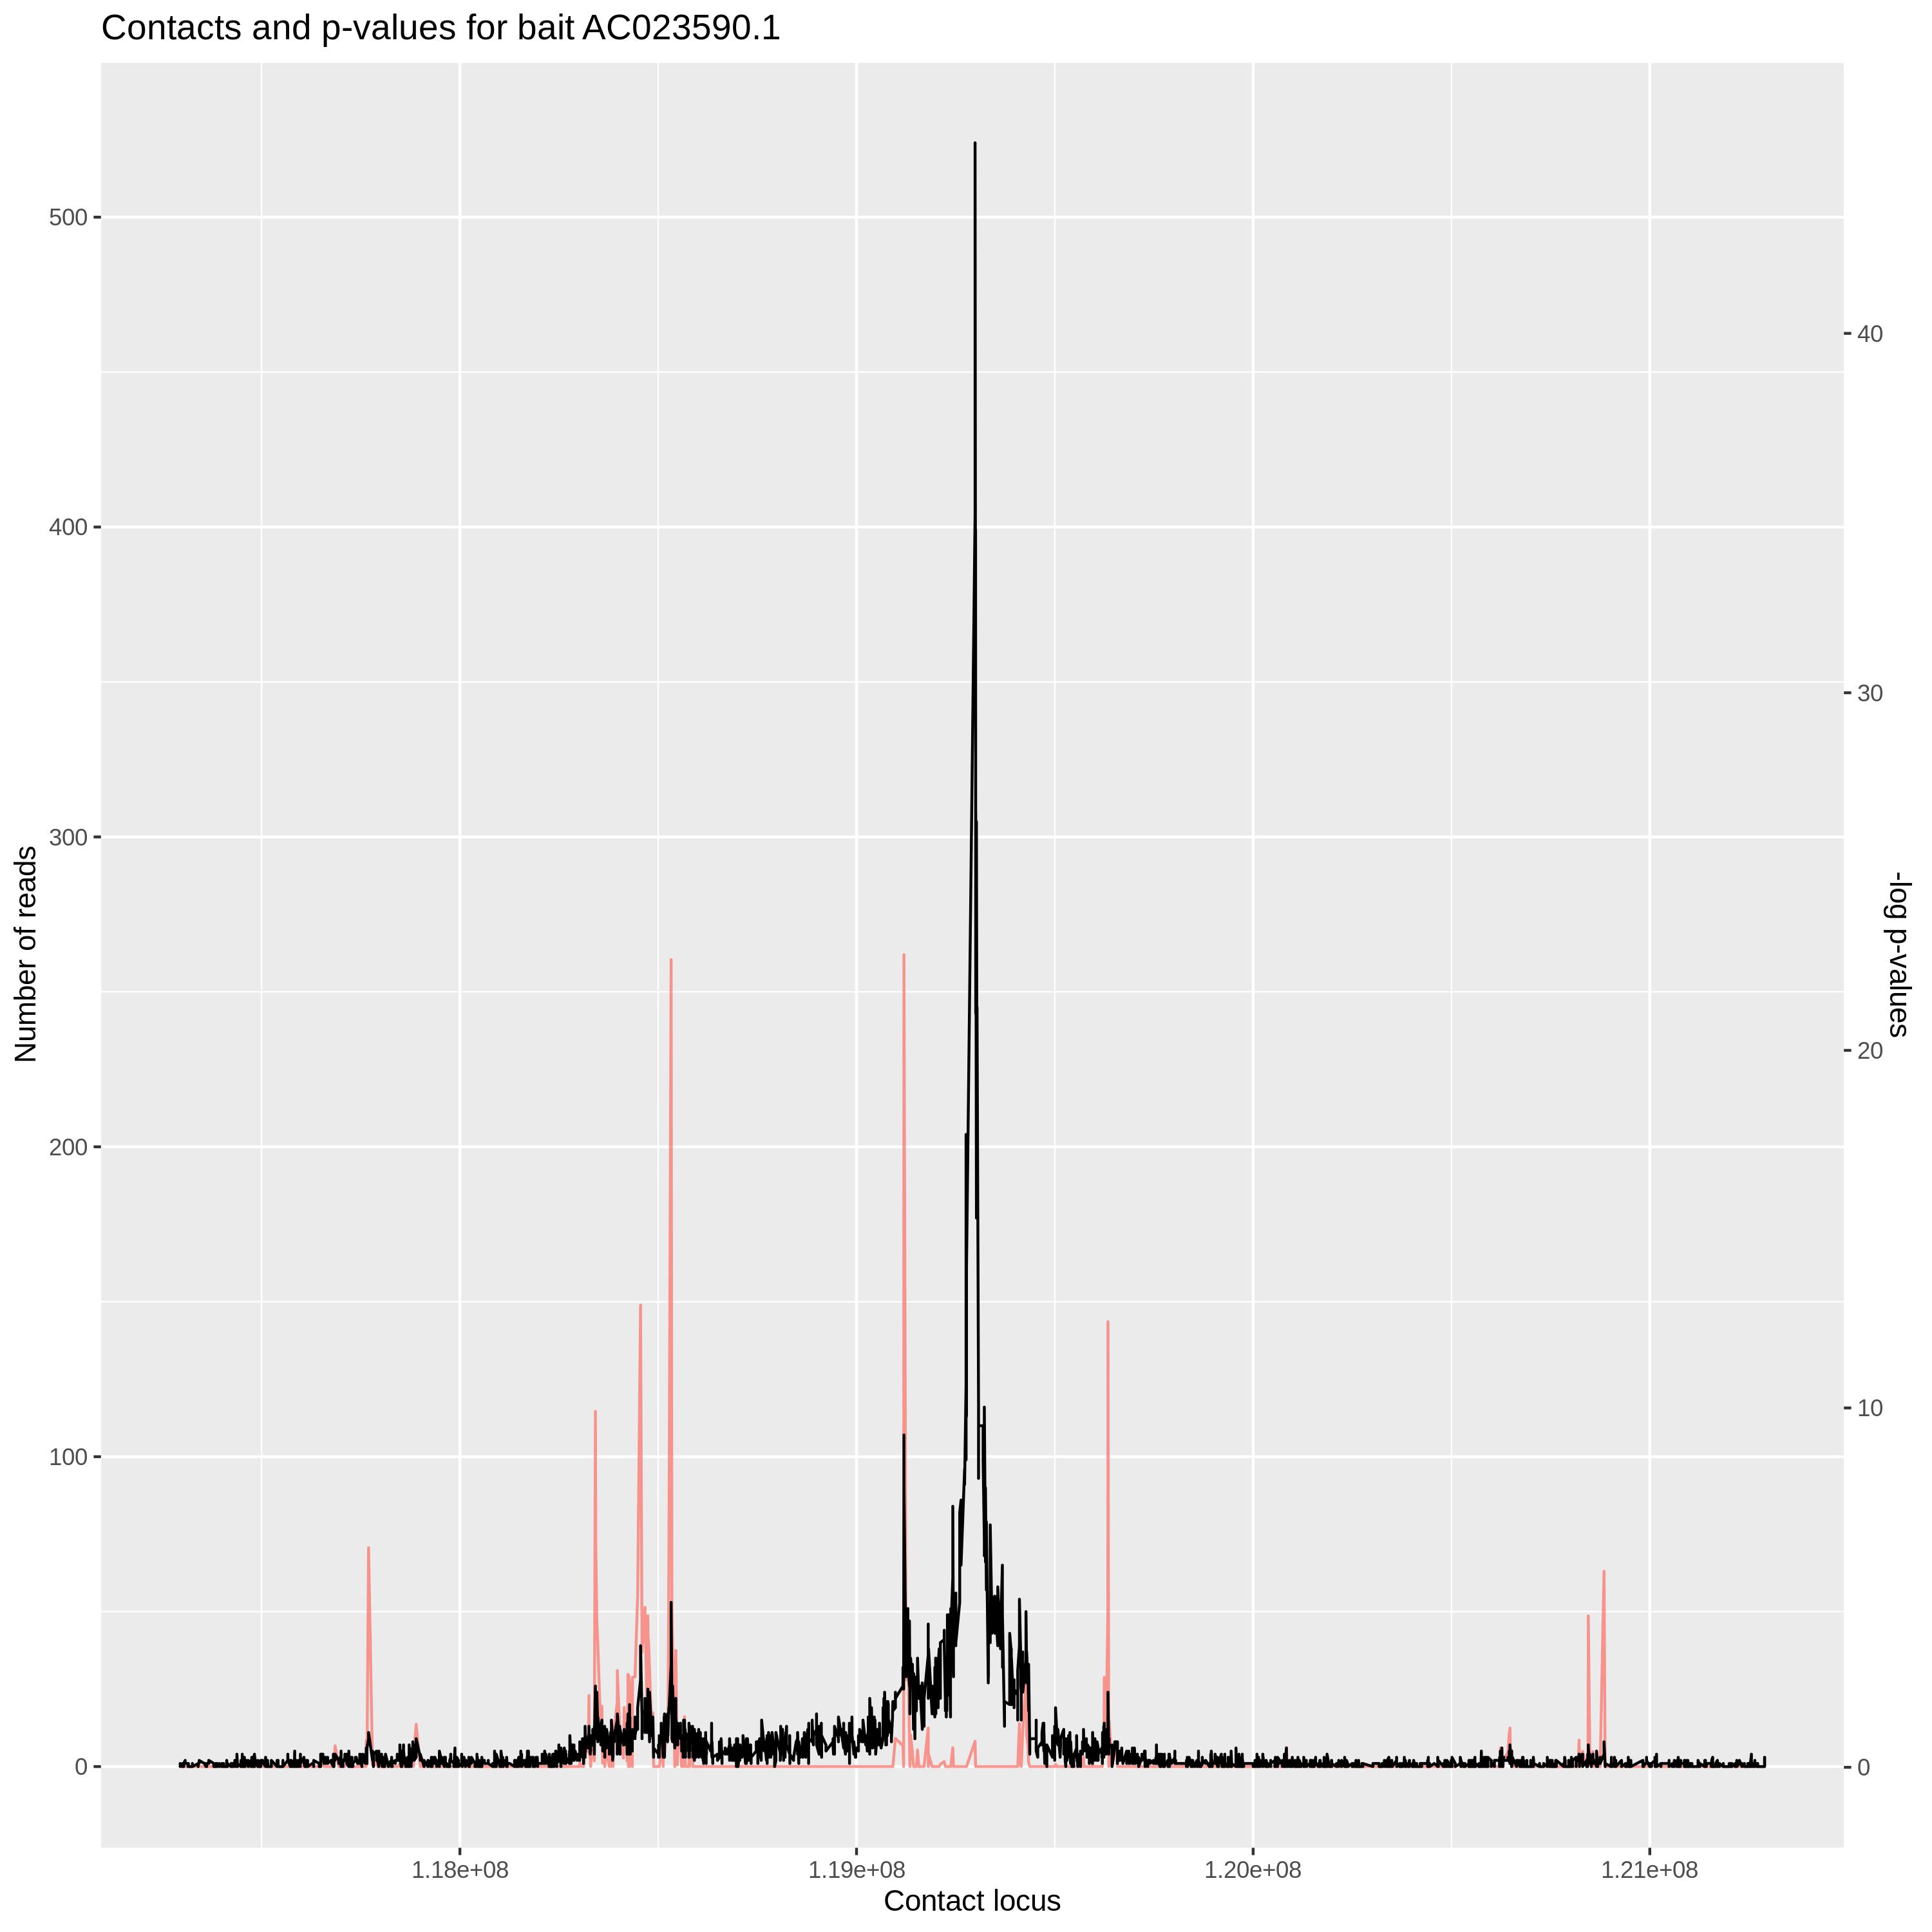 Contacts and p-values for bait AC023590.1
500
400
300
200
100
0
Number of reads
40
30
20
10
0
-log p-values
1.18e+08 1.19e+08 1.20e+08 1.21e+08
Contact locus